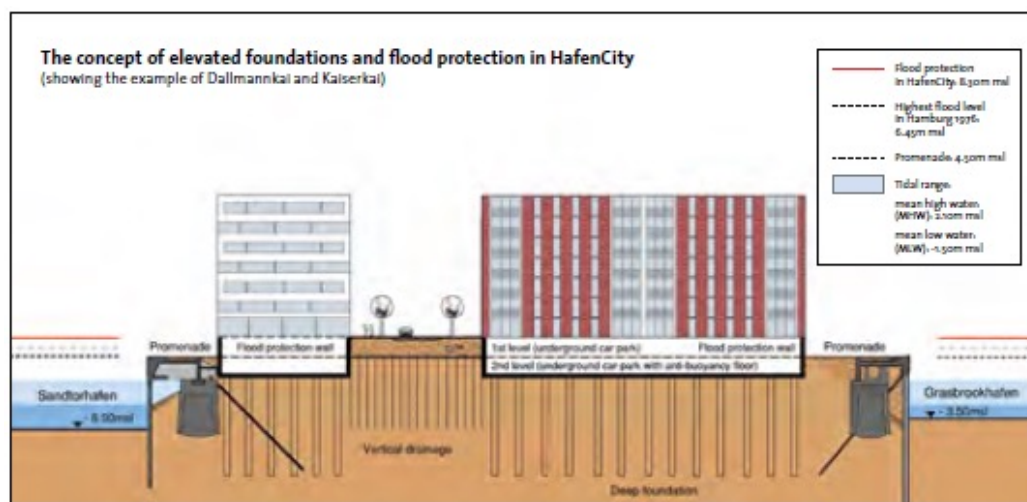 The concept of elevated foundations and flood protection in HafenCity
(showing the example of Dallmannkai and Kaiserkai)
Flood protection
in HafenCity: 8.30m msl
Highest flood level
in Hamburg 1976:
6.45m msl
Promenade: 4.50m msl
Tidal range:
mean high water
(MHW): 2.10m msl
mean low water
(MLW): -1.50m msl
Promenade
Flood protection wall
1st level (underground car park)
Flood protection wall
Promenade
2nd level (underground car park with anti-buoyancy floor)
Sandtorhafen
Grasbrookhafen
- 3.50msl
Vertical drainage
Deep foundation